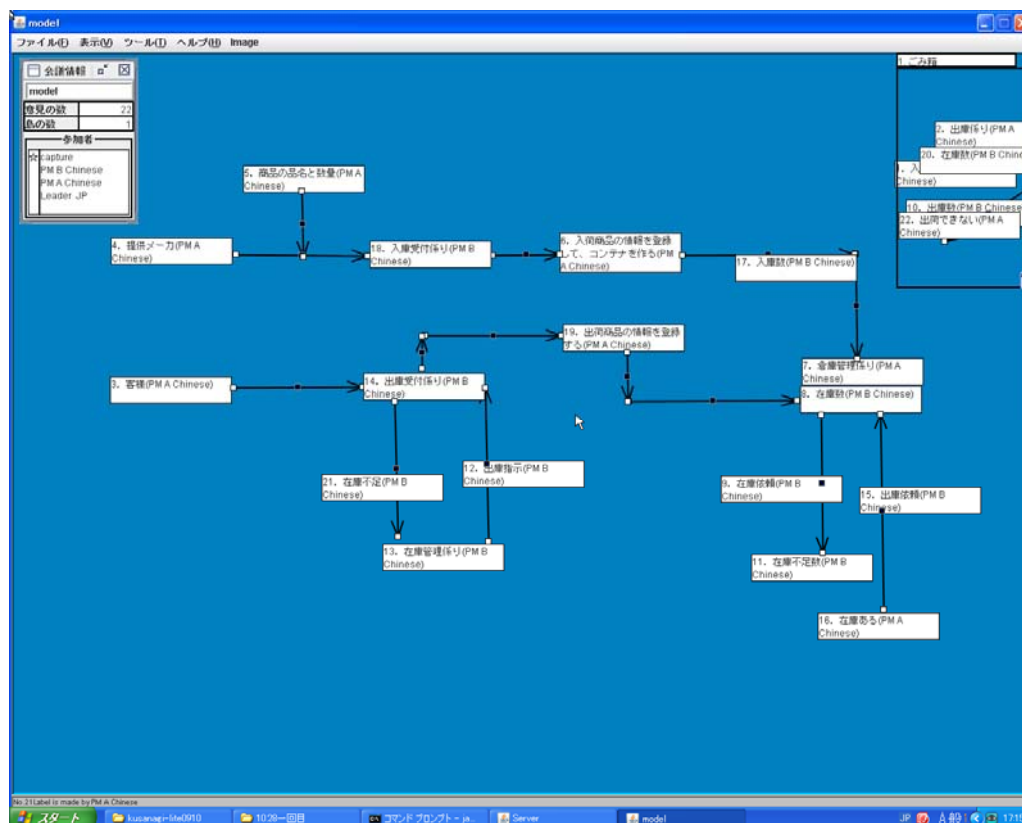 model
ファイル(F) 表示(V) ツール(T) ヘルプ(H) Image
会議情報
model
意見の数 22
島の数 1
参加者
☆ capture
PM B Chinese
PM A Chinese
Leader JP
1.ごみ箱
2. 出庫係り(PM A
Chinese)
20. 在庫数(PM B Chin
Chinese)
10. 出庫数(PM B Chinese
22. 出荷できない(PM A
Chinese)
5. 商品の品名と数量(PM A
Chinese)
4. 提供メーカ(PM A
Chinese)
18. 入庫受付係り(PM B
Chinese)
6. 入荷商品の情報を登録
して、コンテナを作る(PM
A Chinese)
17. 入庫数(PM B Chinese)
19. 出荷商品の情報を登録
する(PM A Chinese)
3. 客様(PM A Chinese)
14. 出庫受付係り(PM B
Chinese)
7. 倉庫管理係り(PM A
Chinese)
8. 在庫数(PM B Chinese)
21. 在庫不足(PM B
Chinese)
12. 出庫指示(PM B
Chinese)
9. 在庫依頼(PM B
Chinese)
15. 出庫依頼(PM B
Chinese)
13. 在庫管理係り(PM B
Chinese)
11. 在庫不足数(PM B
Chinese)
16. 在庫ある(PM A
Chinese)
No.21Label is made by PM A Chinese
スタート kusanagi-lite0910 1028-一回目 コマンド プロンプト - ja... Server model JP A 般 17:15